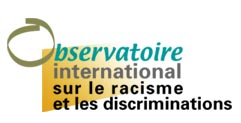 Observatoire
international
sur le racisme
et les discriminations